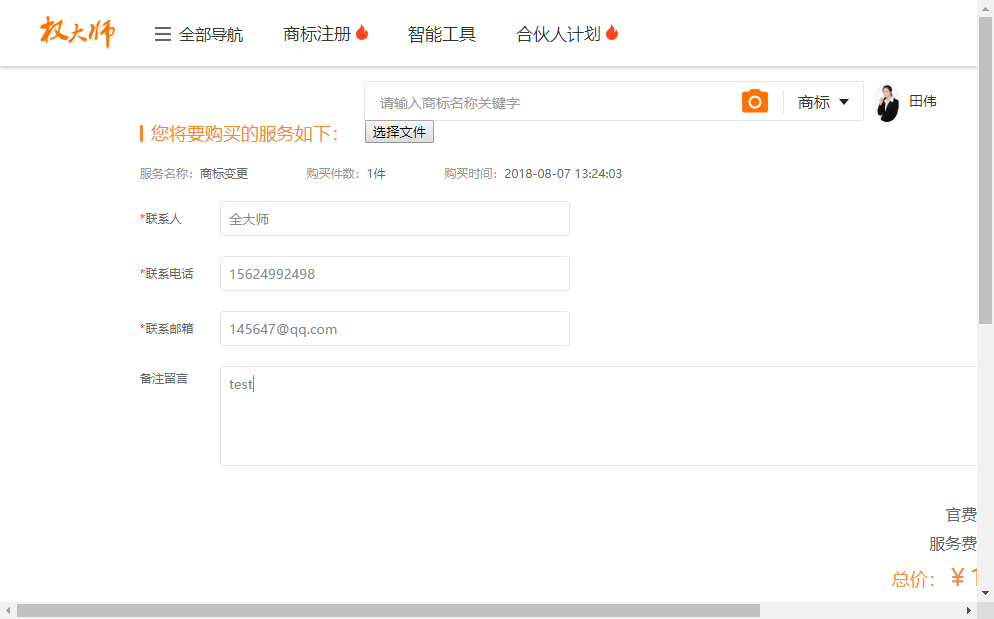 权大师 全部导航 商标注册 智能工具 合伙人计划
请输入商标名称关键字 商标 田伟
选择文件
您将要购买的服务如下：
服务名称：商标变更 购买件数：1件 购买时间：2018-08-07 13:24:03
*联系人 全大师
*联系电话 15624992498
*联系邮箱 145647@qq.com
备注留言 test
官费
服务费
总价：￥1